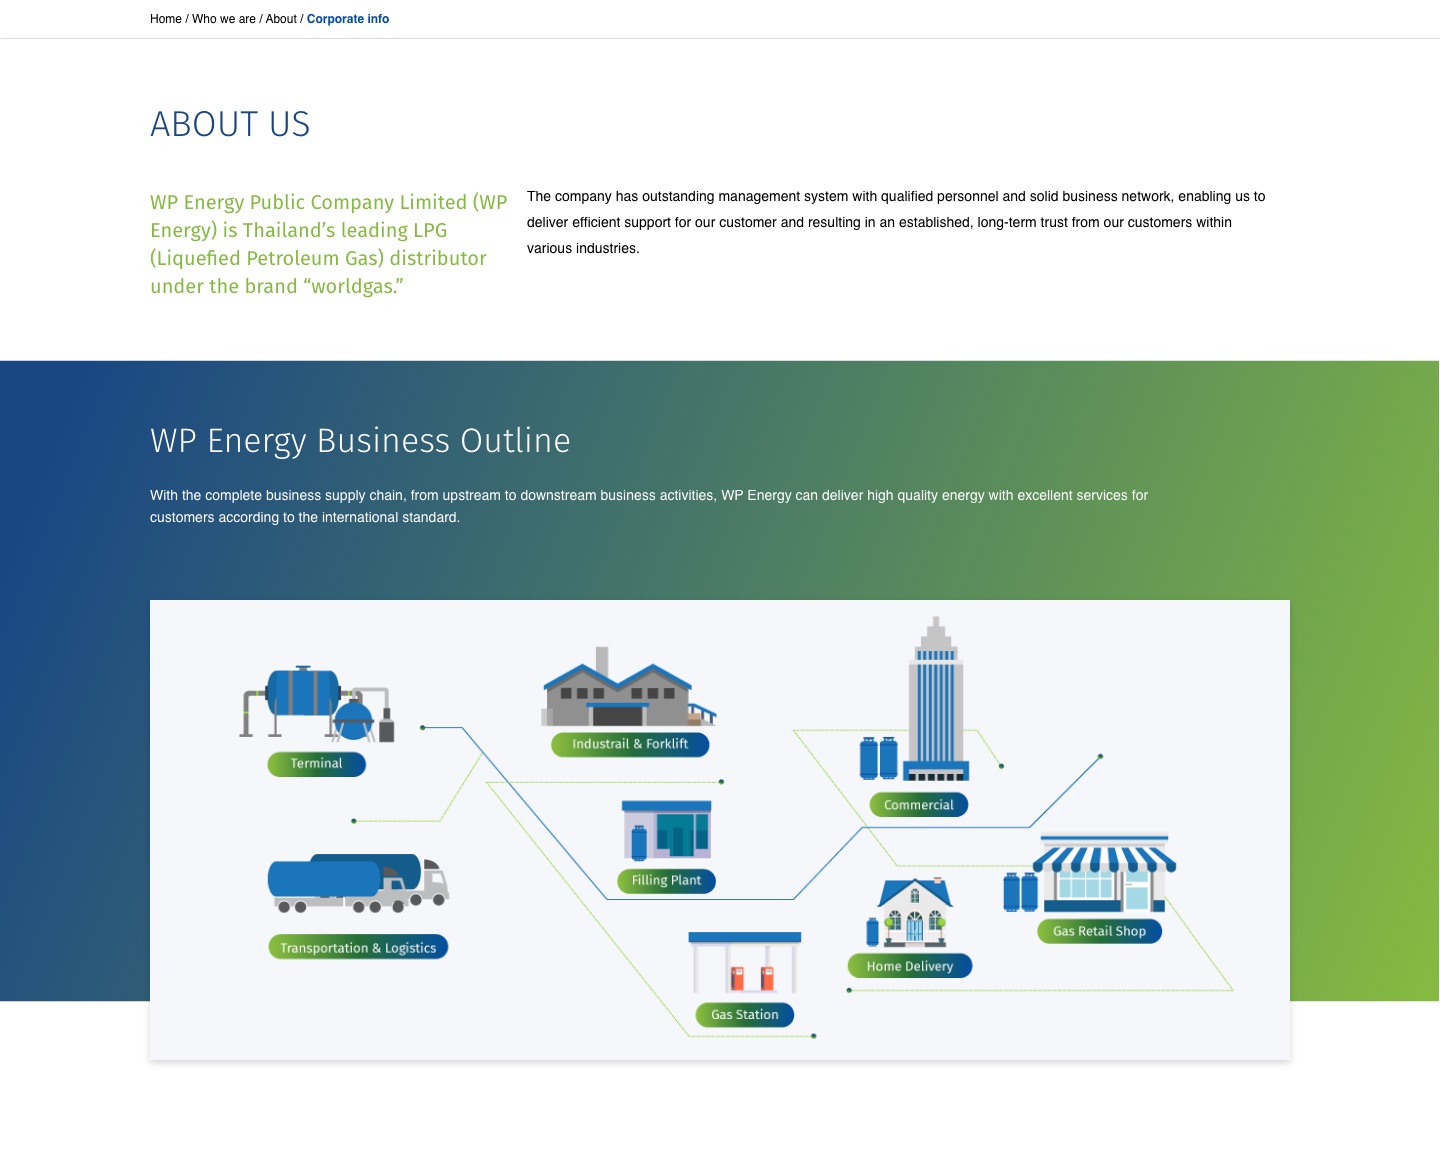 Home / Who we are / About / Corporate info
ABOUT US
WP Energy Public Company Limited (WP
Energy) is Thailand’s leading LPG
(Liquefied Petroleum Gas) distributor
under the brand “worldgas.”
The company has outstanding management system with qualified personnel and solid business network, enabling us to
deliver efficient support for our customer and resulting in an established, long-term trust from our customers within
various industries.
WP Energy Business Outline
With the complete business supply chain, from upstream to downstream business activities, WP Energy can deliver high quality energy with excellent services for
customers according to the international standard.
Terminal
Industrail & Forklift
Commercial
Filling Plant
Transportation & Logistics
Gas Retail Shop
Home Delivery
Gas Station